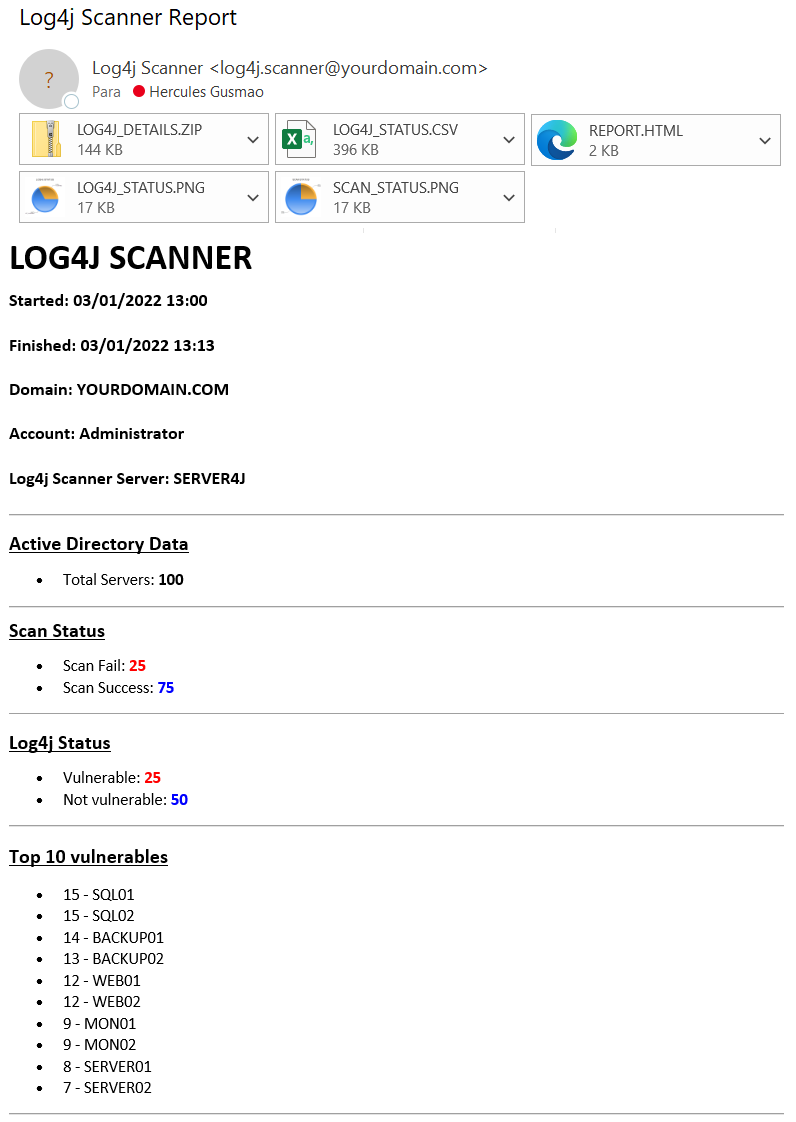 Log4j Scanner Report
?
Log4j Scanner <log4j.scanner@yourdomain.com>
Para Hercules Gusmao
LOG4J_DETAILS.ZIP
144 KB
LOG4J_STATUS.CSV
396 KB
REPORT.HTML
2 KB
LOG4J_STATUS.PNG
17 KB
SCAN_STATUS.PNG
17 KB
LOG4J SCANNER
Started: 03/01/2022 13:00
Finished: 03/01/2022 13:13
Domain: YOURDOMAIN.COM
Account: Administrator
Log4j Scanner Server: SERVER4J
Active Directory Data
• Total Servers: 100
Scan Status
• Scan Fail: 25
• Scan Success: 75
Log4j Status
• Vulnerable: 25
• Not vulnerable: 50
Top 10 vulnerables
• 15 - SQL01
• 15 - SQL02
• 14 - BACKUP01
• 13 - BACKUP02
• 12 - WEB01
• 12 - WEB02
• 9 - MON01
• 9 - MON02
• 8 - SERVER01
• 7 - SERVER02